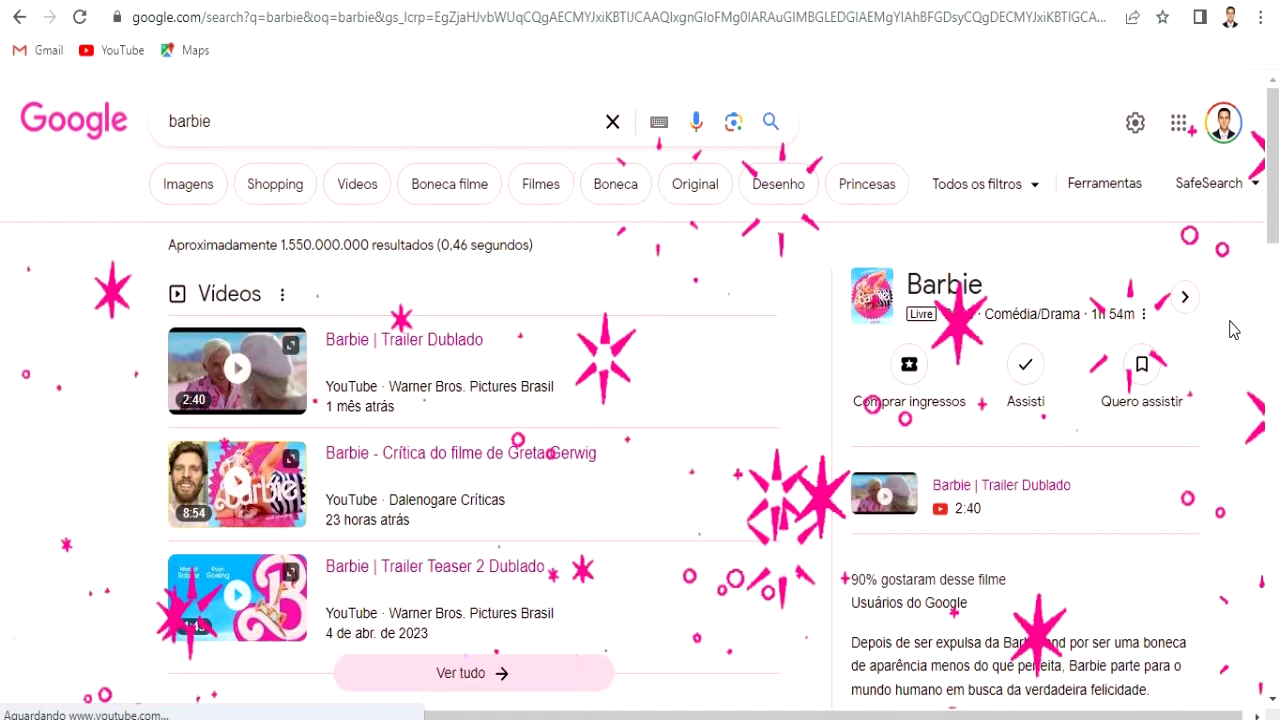 google.com/search?q=barbie&oq=barbie&gs_lcrp=EgZjaHJvbWUqCQgAECMYJxiKBTIJCAAQIxgnGIoFMg0IARAuGIMBGLEDGIAEMgYIAhBFGDsyCQgDECMYJxiKBTIGCA...
Gmail YouTube Maps
Google
barbie
Imagens Shopping Vídeos Boneca filme Filmes Boneca Original Desenho Princesas Todos os filtros Ferramentas SafeSearch
Aproximadamente 1.550.000.000 resultados (0,46 segundos)
Vídeos
Barbie | Trailer Dublado
2:40
YouTube · Warner Bros. Pictures Brasil
1 mês atrás
Barbie - Crítica do filme de Greta Gerwig
8:54
YouTube · Dalenogare Críticas
23 horas atrás
Barbie | Trailer Teaser 2 Dublado
YouTube · Warner Bros. Pictures Brasil
4 de abr. de 2023
Ver tudo
Barbie
Livre · Comédia/Drama · 1h 54m
Comprar ingressos Assisti Quero assistir
Barbie | Trailer Dublado
2:40
90% gostaram desse filme
Usuários do Google
Depois de ser expulsa da Barbieland por ser uma boneca
de aparência menos do que perfeita, Barbie parte para o
mundo humano em busca da verdadeira felicidade.
Aguardando www.youtube.com...